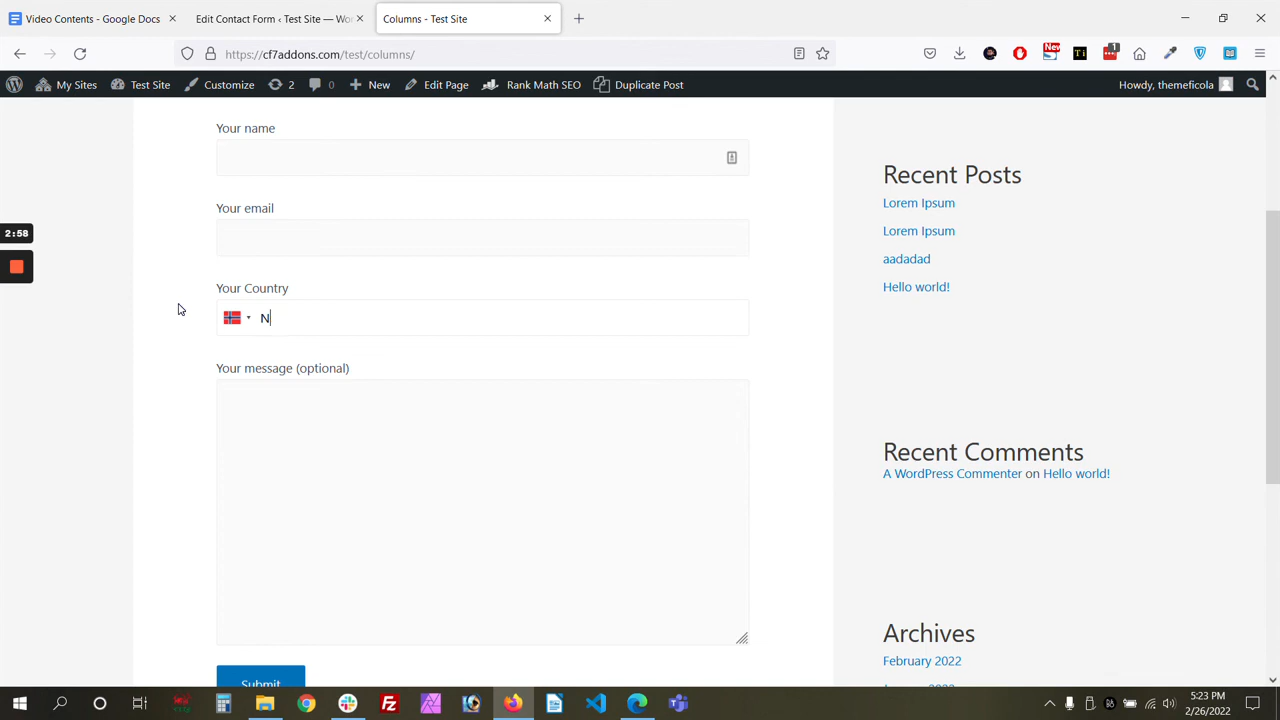 Video Contents - Google Docs
Edit Contact Form ‹ Test Site — Wo
Columns - Test Site
https://cf7addons.com/test/columns/
New
1
Ti
My Sites
Test Site
Customize
2
0
New
Edit Page
Rank Math SEO
Duplicate Post
Howdy, themeficola
Your name
Your email
Your Country
N
Your message (optional)
Submit
2:58
Recent Posts
Lorem Ipsum
Lorem Ipsum
aadadad
Hello world!
Recent Comments
A WordPress Commenter on Hello world!
Archives
February 2022
5:23 PM
2/26/2022